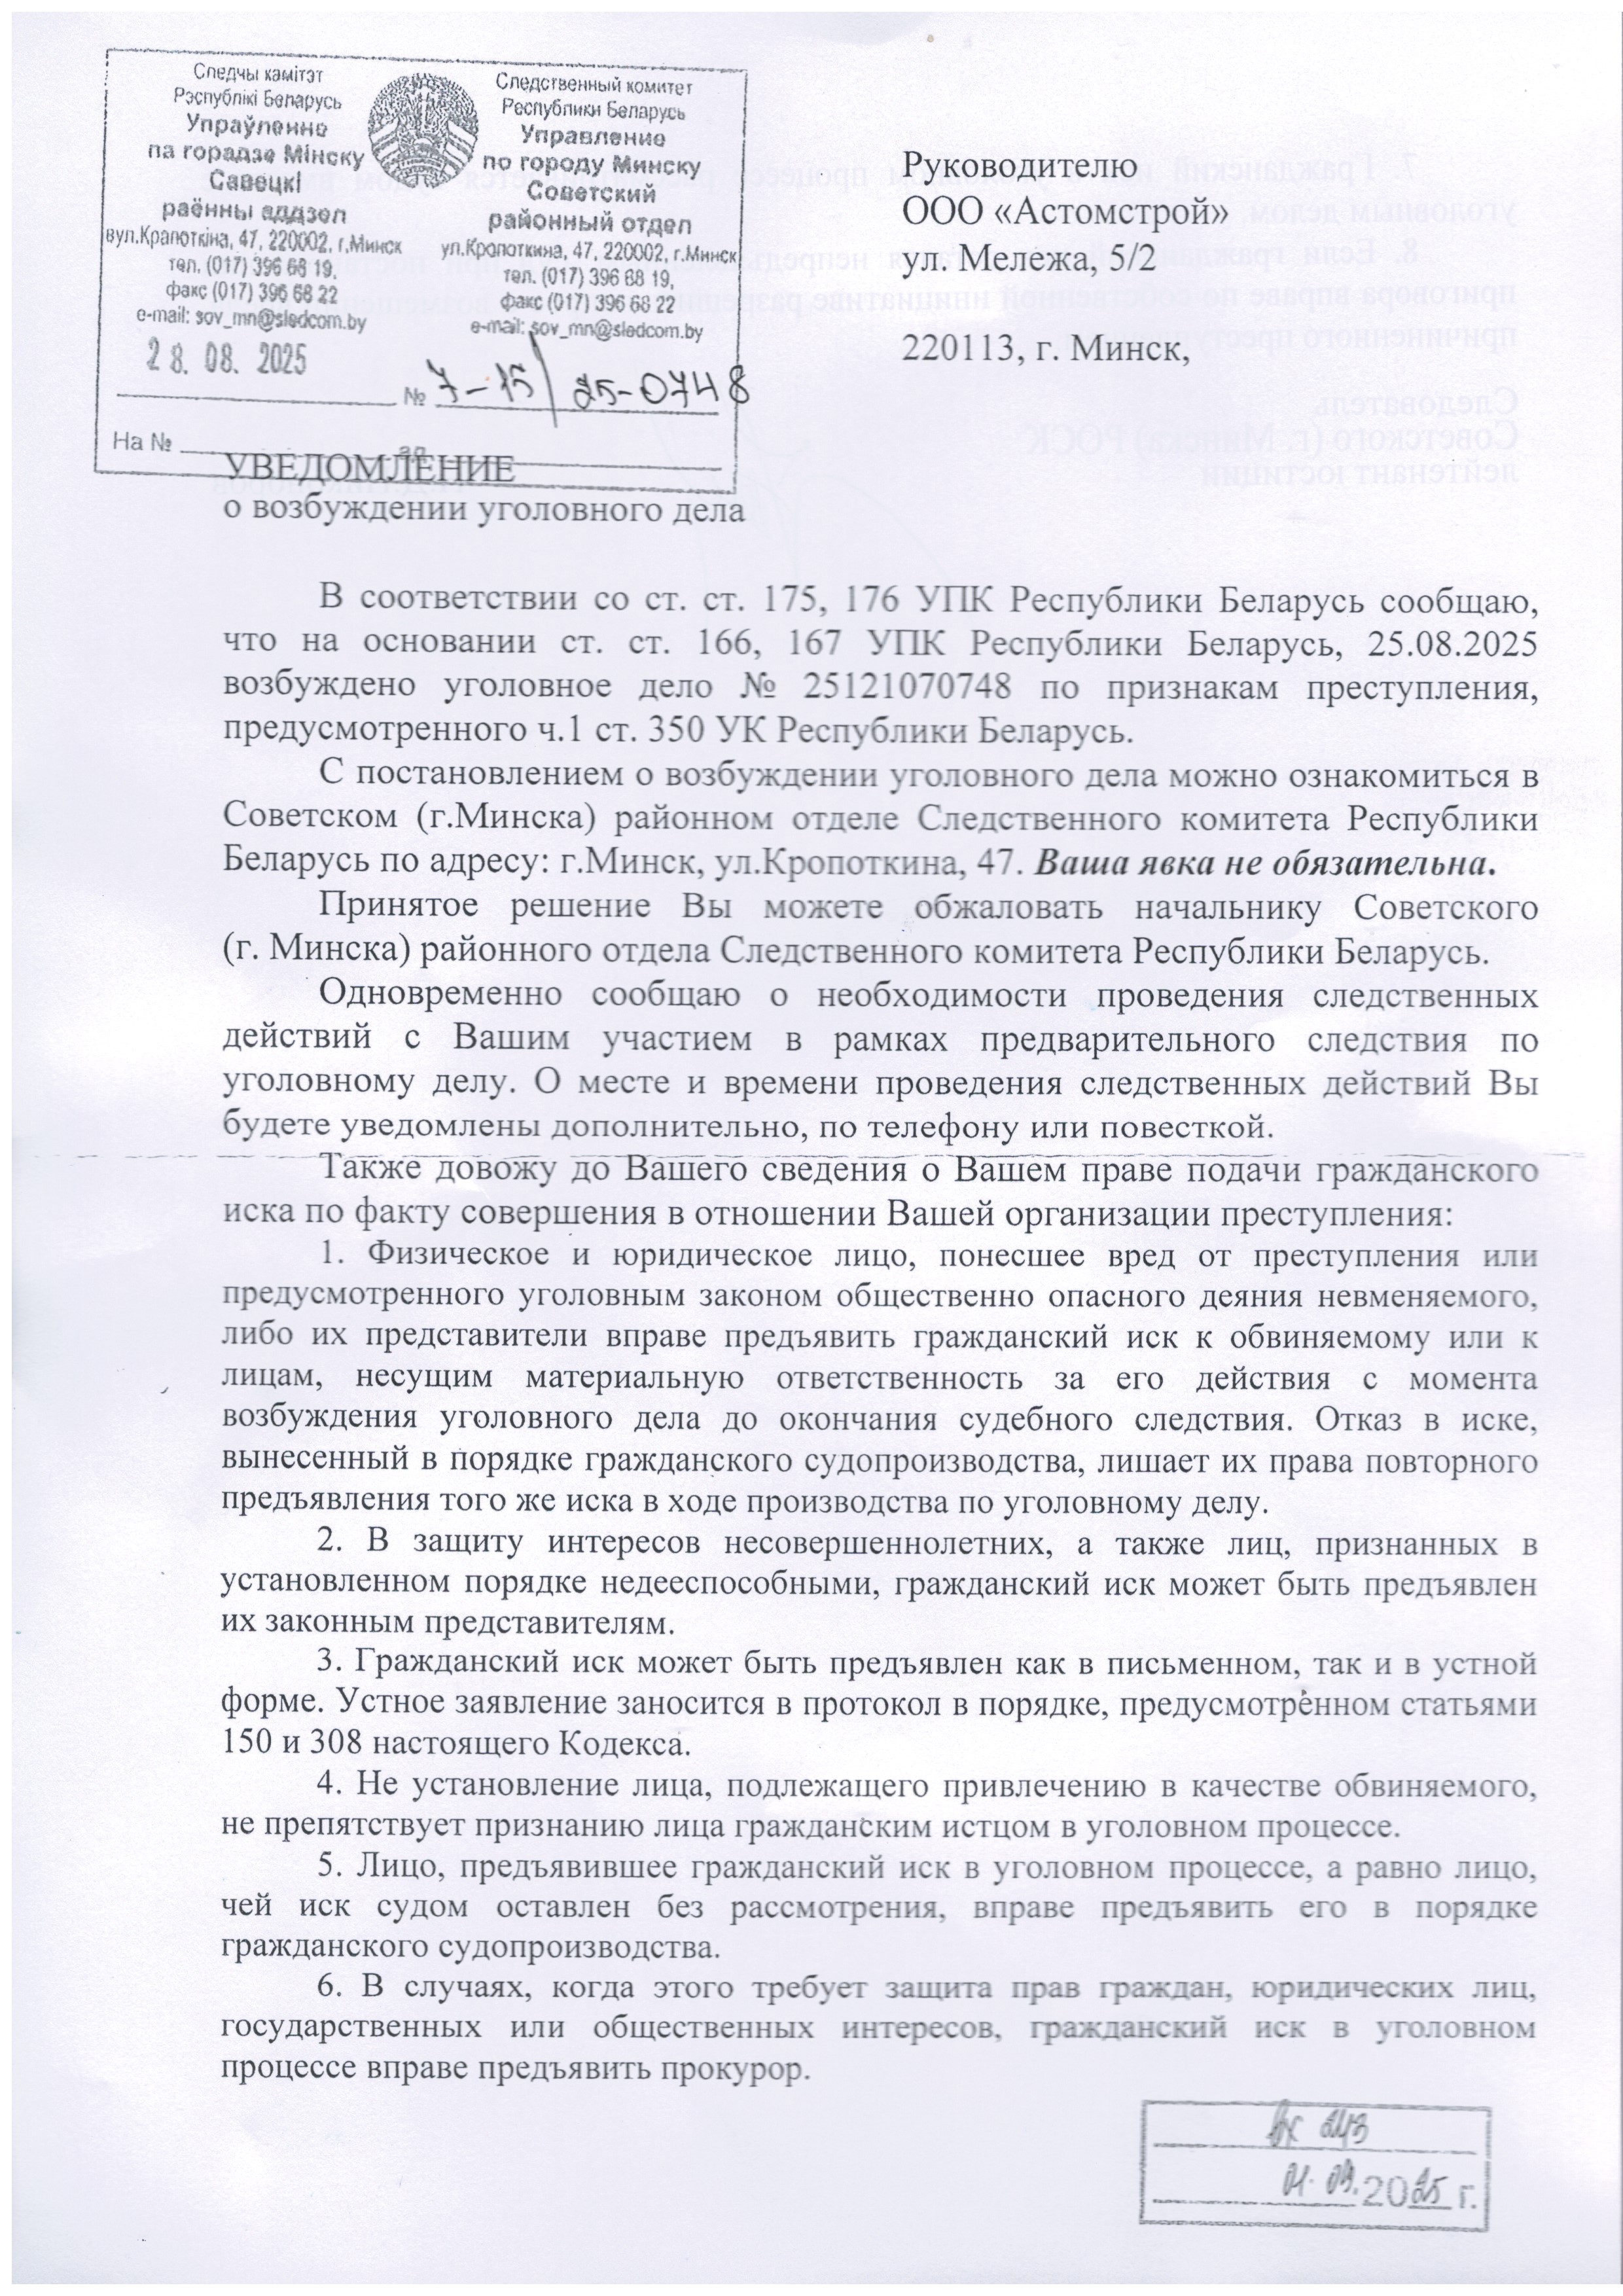 Следчы камітэт
Рэспублікі Беларусь
Упраўленне
па горадзе Мінску
Савецкі
раённы аддзел
вул.Крапоткіна, 47, 220002, г.Минск
тел. (017) 396 68 19,
факс (017) 396 68 22
e-mail: sov_mn@sledcom.by
Следственный комитет
Республики Беларусь
Управление
по городу Минску
Советский
районный отдел
ул.Кропоткина, 47, 220002, г.Минск
тел. (017) 396 68 19,
факс (017) 396 68 22
e-mail: sov_mn@sledcom.by
28. 08. 2025 № 7-15/25-0748
На №
Руководителю
ООО «Астомстрой»
ул. Мележа, 5/2
220113, г. Минск,
УВЕДОМЛЕНИЕ
о возбуждении уголовного дела
В соответствии со ст. ст. 175, 176 УПК Республики Беларусь сообщаю,
что на основании ст. ст. 166, 167 УПК Республики Беларусь, 25.08.2025
возбуждено уголовное дело № 25121070748 по признакам преступления,
предусмотренного ч.1 ст. 350 УК Республики Беларусь.
С постановлением о возбуждении уголовного дела можно ознакомиться в
Советском (г.Минска) районном отделе Следственного комитета Республики
Беларусь по адресу: г.Минск, ул.Кропоткина, 47. Ваша явка не обязательна.
Принятое решение Вы можете обжаловать начальнику Советского
(г. Минска) районного отдела Следственного комитета Республики Беларусь.
Одновременно сообщаю о необходимости проведения следственных
действий с Вашим участием в рамках предварительного следствия по
уголовному делу. О месте и времени проведения следственных действий Вы
будете уведомлены дополнительно, по телефону или повесткой.
Также довожу до Вашего сведения о Вашем праве подачи гражданского
иска по факту совершения в отношении Вашей организации преступления:
1. Физическое и юридическое лицо, понесшее вред от преступления или
предусмотренного уголовным законом общественно опасного деяния невменяемого,
либо их представители вправе предъявить гражданский иск к обвиняемому или к
лицам, несущим материальную ответственность за его действия с момента
возбуждения уголовного дела до окончания судебного следствия. Отказ в иске,
вынесенный в порядке гражданского судопроизводства, лишает их права повторного
предъявления того же иска в ходе производства по уголовному делу.
2. В защиту интересов несовершеннолетних, а также лиц, признанных в
установленном порядке недееспособными, гражданский иск может быть предъявлен
их законным представителям.
3. Гражданский иск может быть предъявлен как в письменном, так и в устной
форме. Устное заявление заносится в протокол в порядке, предусмотренном статьями
150 и 308 настоящего Кодекса.
4. Не установление лица, подлежащего привлечению в качестве обвиняемого,
не препятствует признанию лица гражданским истцом в уголовном процессе.
5. Лицо, предъявившее гражданский иск в уголовном процессе, а равно лицо,
чей иск судом оставлен без рассмотрения, вправе предъявить его в порядке
гражданского судопроизводства.
6. В случаях, когда этого требует защита прав граждан, юридических лиц,
государственных или общественных интересов, гражданский иск в уголовном
процессе вправе предъявить прокурор.
вх 243
01. 09. 2025 г.